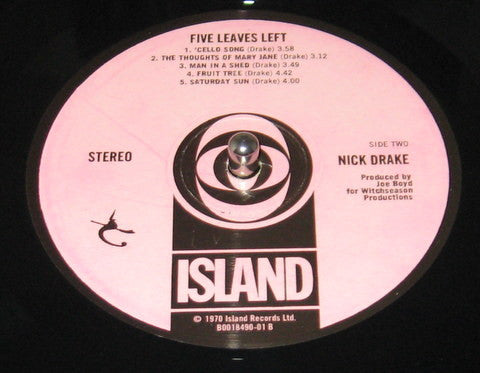 FIVE LEAVES LEFT
1. 'CELLO SONG (Drake) 3.58
2. THE THOUGHTS OF MARY JANE (Drake) 3.12
3. MAN IN A SHED (Drake) 3.49
4. FRUIT TREE (Drake) 4.42
5. SATURDAY SUN (Drake) 4.00
STEREO
SIDE TWO
NICK DRAKE
Produced by
Joe Boyd
for Witchseason
Productions
ISLAND
© 1970 Island Records Ltd.
B0018490-01 B